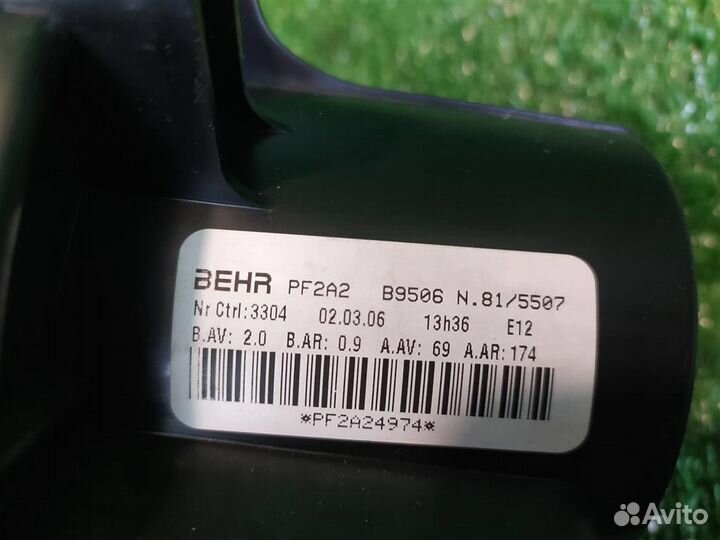 BEHR PF2A2 B9506 N.81/5507
Nr Ctrl:3304 02.03.06 13h36 E12
B.AV: 2.0 B.AR: 0.9 A.AV: 69 A.AR: 174
*PF2A24974*
Avito